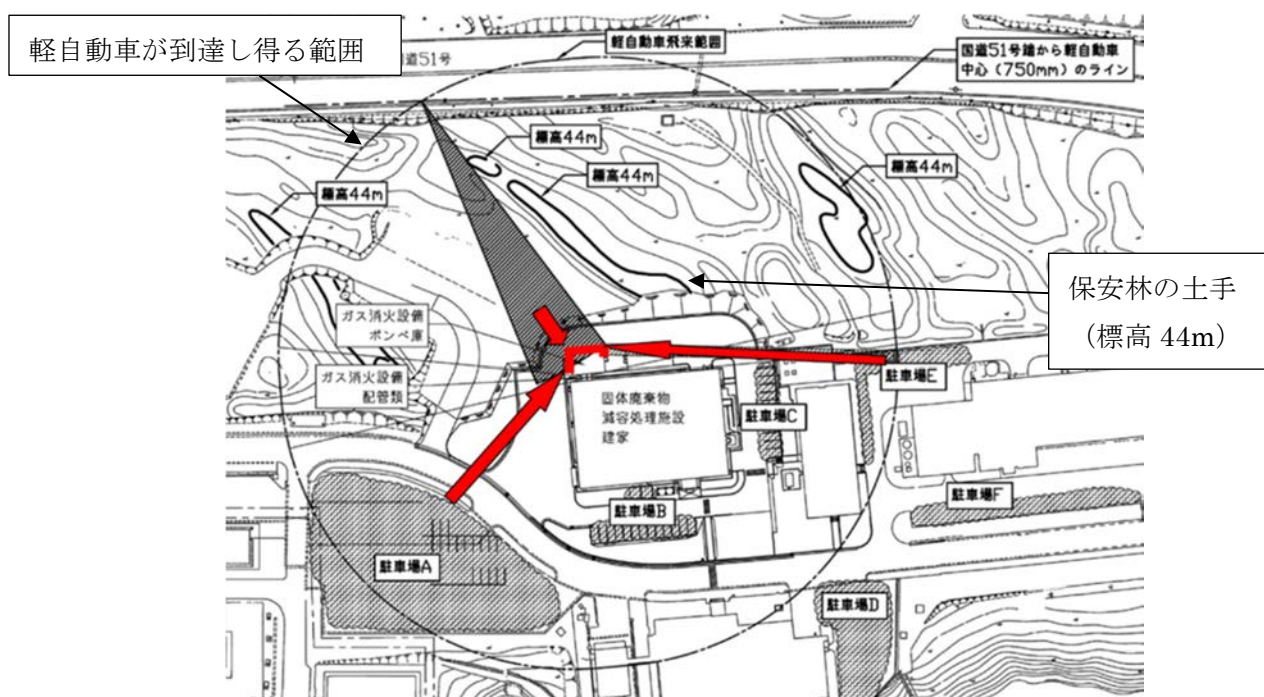 軽自動車が到達し得る範囲
道51号
軽自動車飛来範囲
国道51号端から軽自動車
中心（750mm）のライン
標高44m
標高44m
標高44m
標高44m
保安林の土手
（標高 44m）
ガス消火設備
ボンベ庫
ガス消火設備
配管類
固体廃棄物
減容処理施設
建家
駐車場E
駐車場C
駐車場B
駐車場F
駐車場A
駐車場D